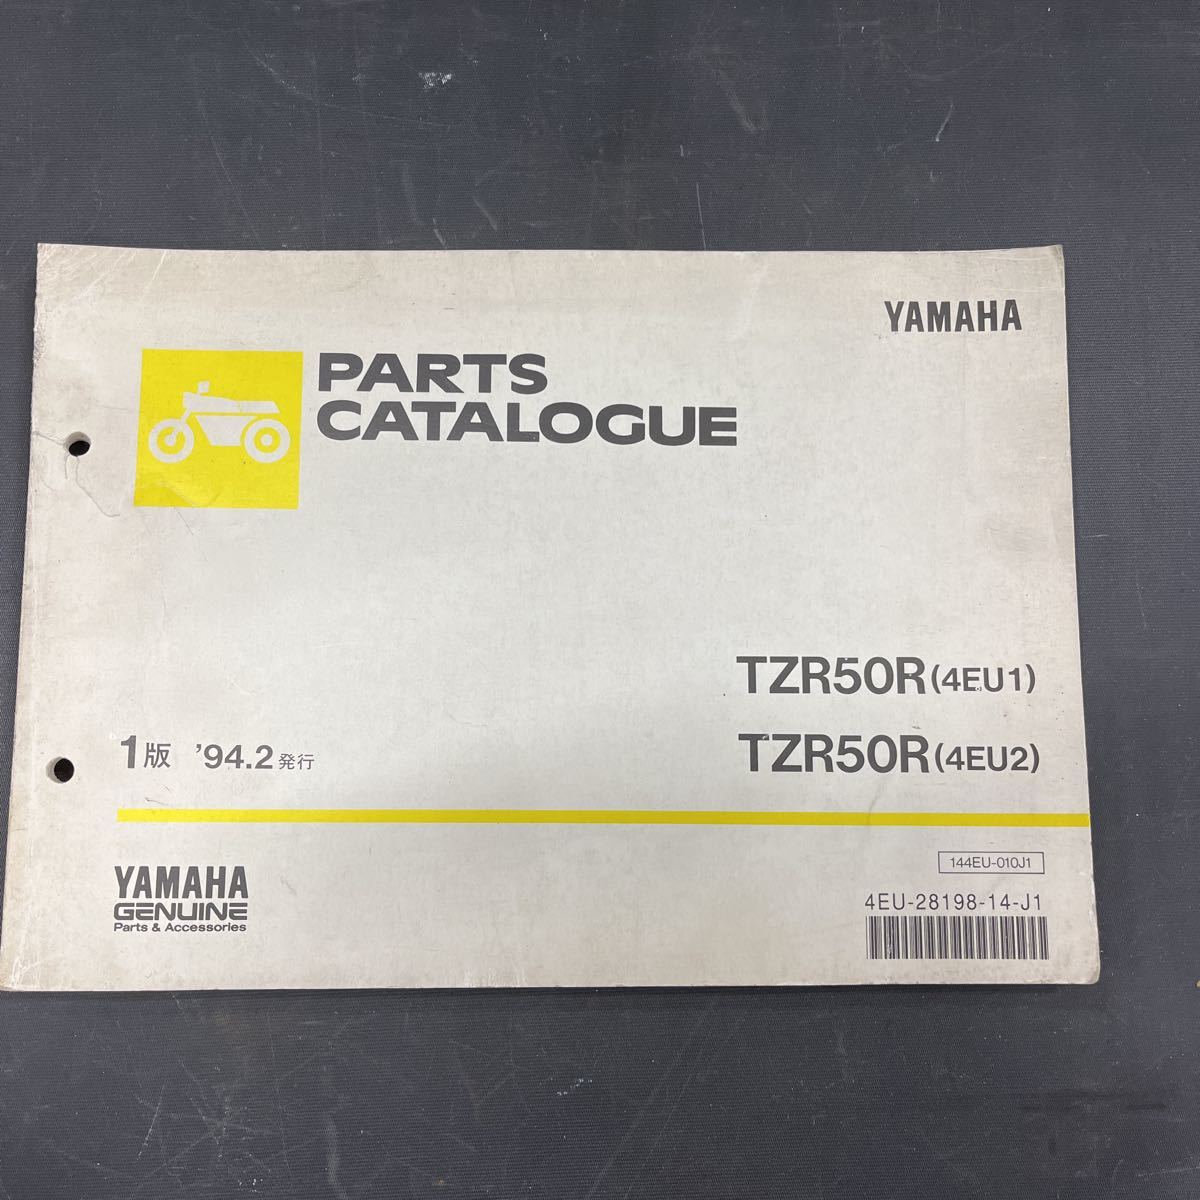 YAMAHA
PARTS
CATALOGUE
TZR50R(4EU1)
TZR50R(4EU2)
1版 '94.2発行
144EU-010J1
4EU-28198-14-J1
YAMAHA
GENUINE
Parts & Accessories